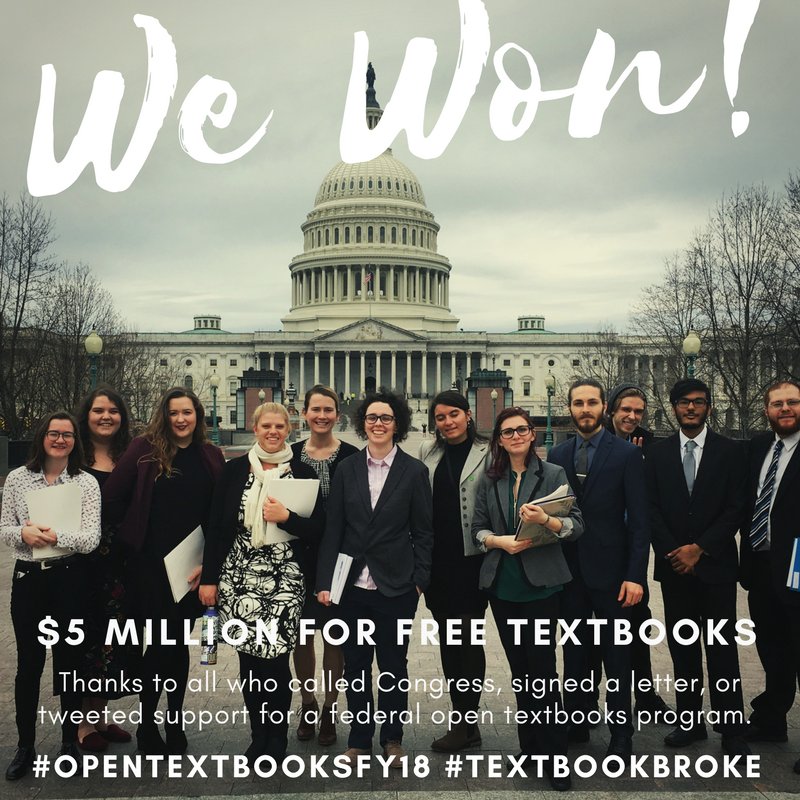 We Won!
$5 MILLION FOR FREE TEXTBOOKS
Thanks to all who called Congress, signed a letter, or
tweeted support for a federal open textbooks program.
#OPENTEXTBOOKSFY18 #TEXTBOOKBROKE